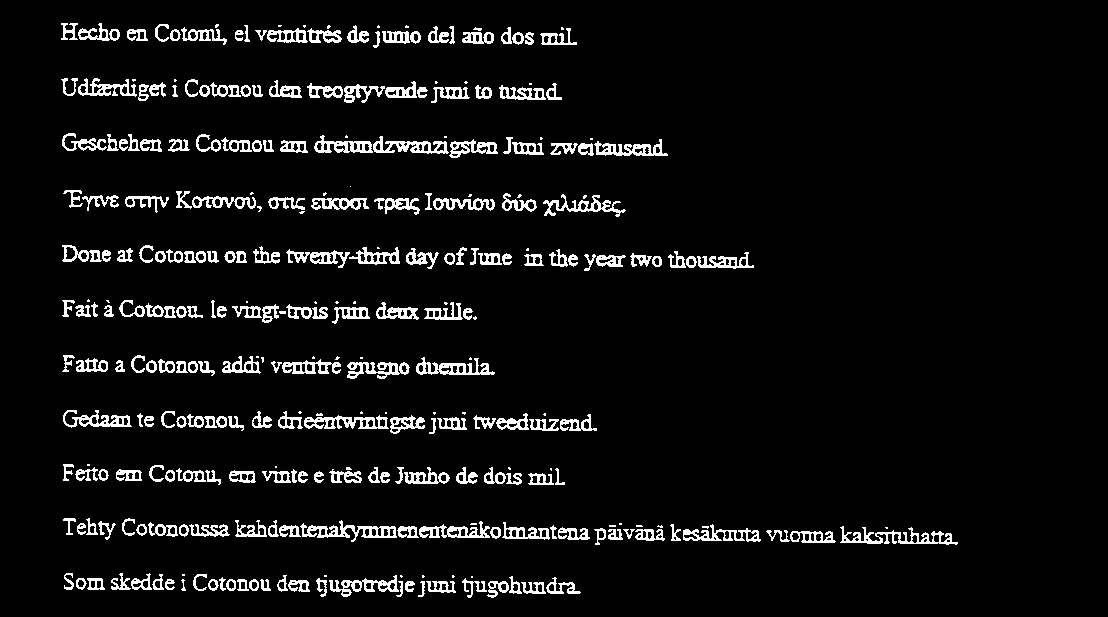 Hecho en Cotonú, el veintitrés de junio del año dos mil.
Udfærdiget i Cotonou den treogtyvende juni to tusind.
Geschehen zu Cotonou am dreiundzwanzigsten Juni zweitausend.
Έγινε στην Κοτονού, στις είκοσι τρεις Ιουνίου δύο χιλιάδες.
Done at Cotonou on the twenty-third day of June in the year two thousand.
Fait à Cotonou, le vingt-trois juin deux mille.
Fatto a Cotonou, addi' ventitré giugno duemila.
Gedaan te Cotonou, de drieëntwintigste juni tweeduizend.
Feito em Cotonu, em vinte e três de Junho de dois mil.
Tehty Cotonoussa kahdentenakymmenentenäkolmantena päivänä kesäkuuta vuonna kaksituhatta.
Som skedde i Cotonou den tjugotredje juni tjugohundra.